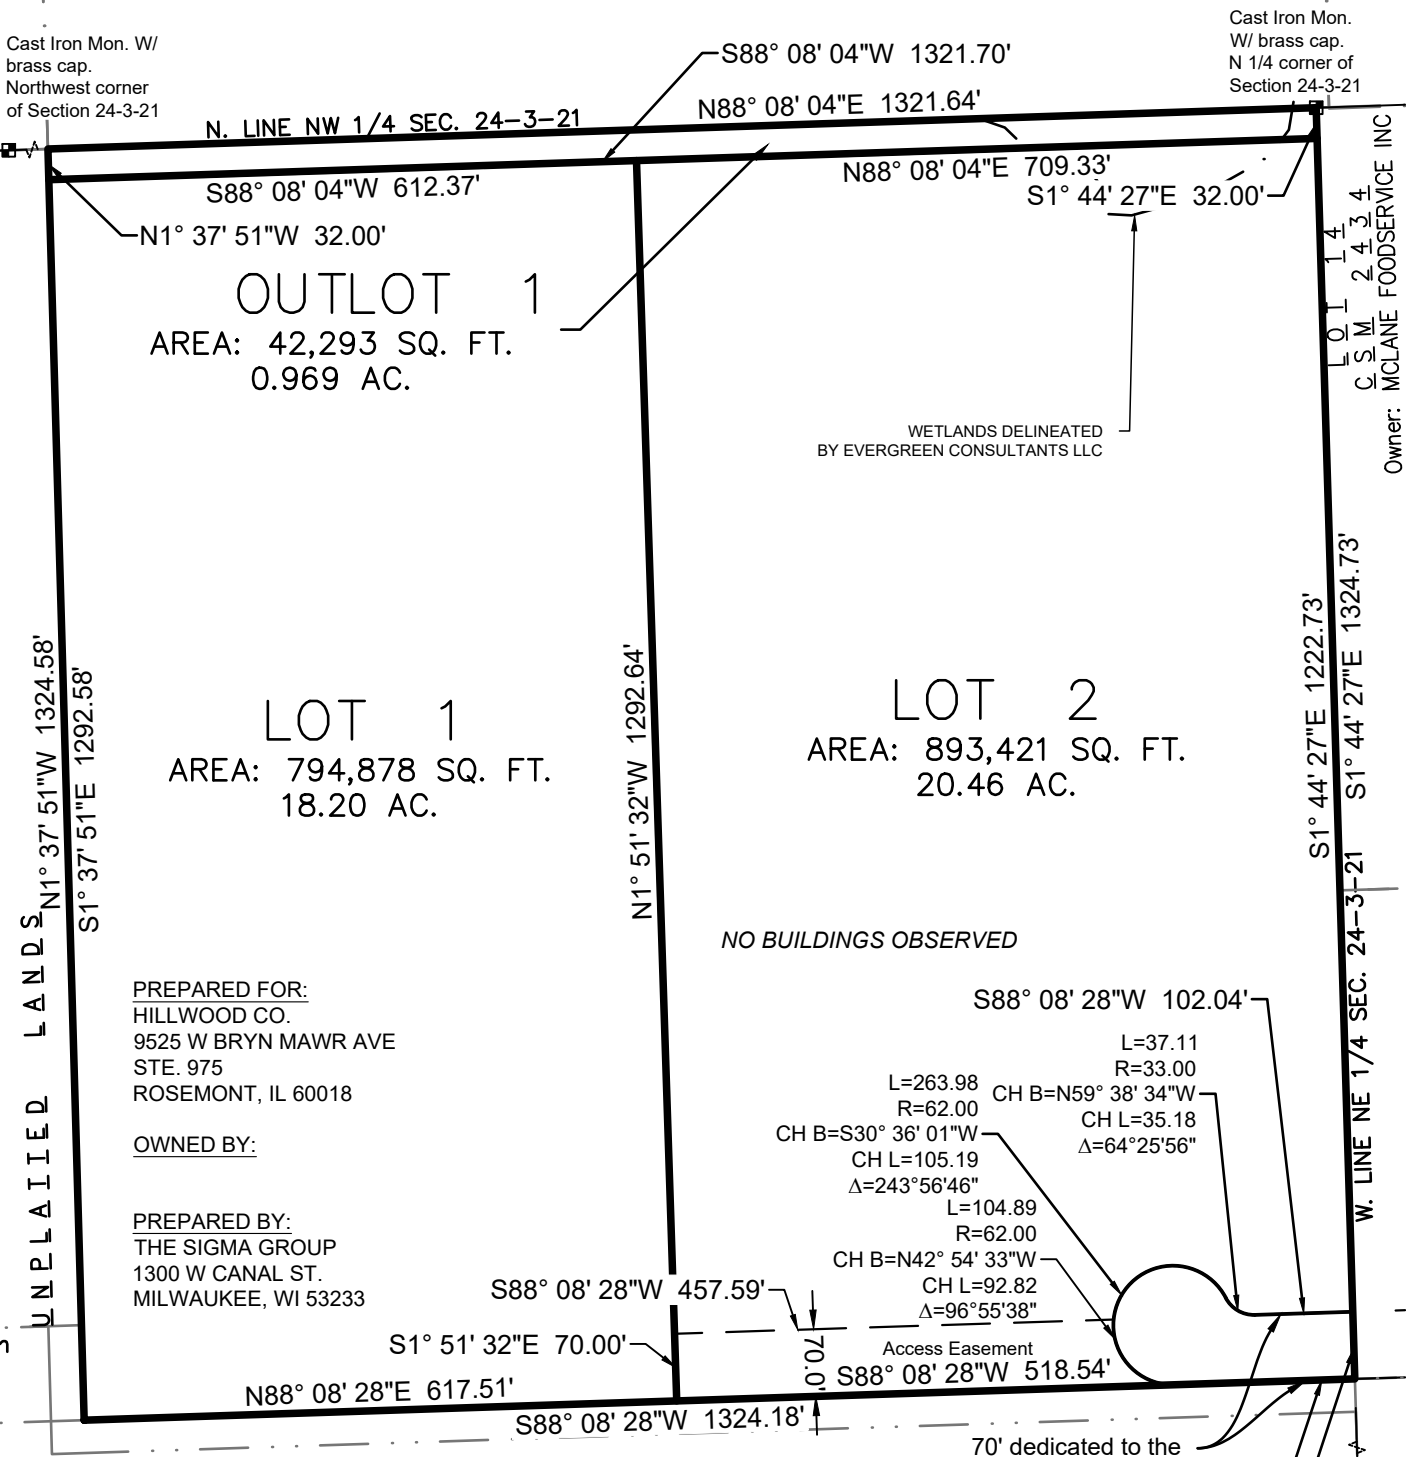 Cast Iron Mon. W/
brass cap.
Northwest corner
of Section 24-3-21
Cast Iron Mon.
W/ brass cap.
N 1/4 corner of
Section 24-3-21
S88° 08' 04"W 1321.70'
N88° 08' 04"E 1321.64'
N. LINE NW 1/4 SEC. 24-3-21
S88° 08' 04"W 612.37'
N88° 08' 04"E 709.33'
S1° 44' 27"E 32.00'
N1° 37' 51"W 32.00'
OUTLOT 1
AREA: 42,293 SQ. FT.
0.969 AC.
LOT 14
CSM 2434
Owner: MCLANE FOODSERVICE INC
WETLANDS DELINEATED
BY EVERGREEN CONSULTANTS LLC
N1° 37' 51"W 1324.58'
S1° 37' 51"E 1292.58'
N1° 51' 32"W 1292.64'
S1° 44' 27"E 1222.73'
S1° 44' 27"E 1324.73'
LOT 1
AREA: 794,878 SQ. FT.
18.20 AC.
LOT 2
AREA: 893,421 SQ. FT.
20.46 AC.
UNPLATTED LANDS
NO BUILDINGS OBSERVED
W. LINE NE 1/4 SEC. 24-3-21
PREPARED FOR:
HILLWOOD CO.
9525 W BRYN MAWR AVE
STE. 975
ROSEMONT, IL 60018
OWNED BY:
PREPARED BY:
THE SIGMA GROUP
1300 W CANAL ST.
MILWAUKEE, WI 53233
S88° 08' 28"W 102.04'
L=37.11
R=33.00
CH B=N59° 38' 34"W
CH L=35.18
Δ=64°25'56"
L=263.98
R=62.00
CH B=S30° 36' 01"W
CH L=105.19
Δ=243°56'46"
L=104.89
R=62.00
CH B=N42° 54' 33"W
CH L=92.82
Δ=96°55'38"
S88° 08' 28"W 457.59'
S1° 51' 32"E 70.00'
70.0'
Access Easement
S88° 08' 28"W 518.54'
N88° 08' 28"E 617.51'
S88° 08' 28"W 1324.18'
70' dedicated to the